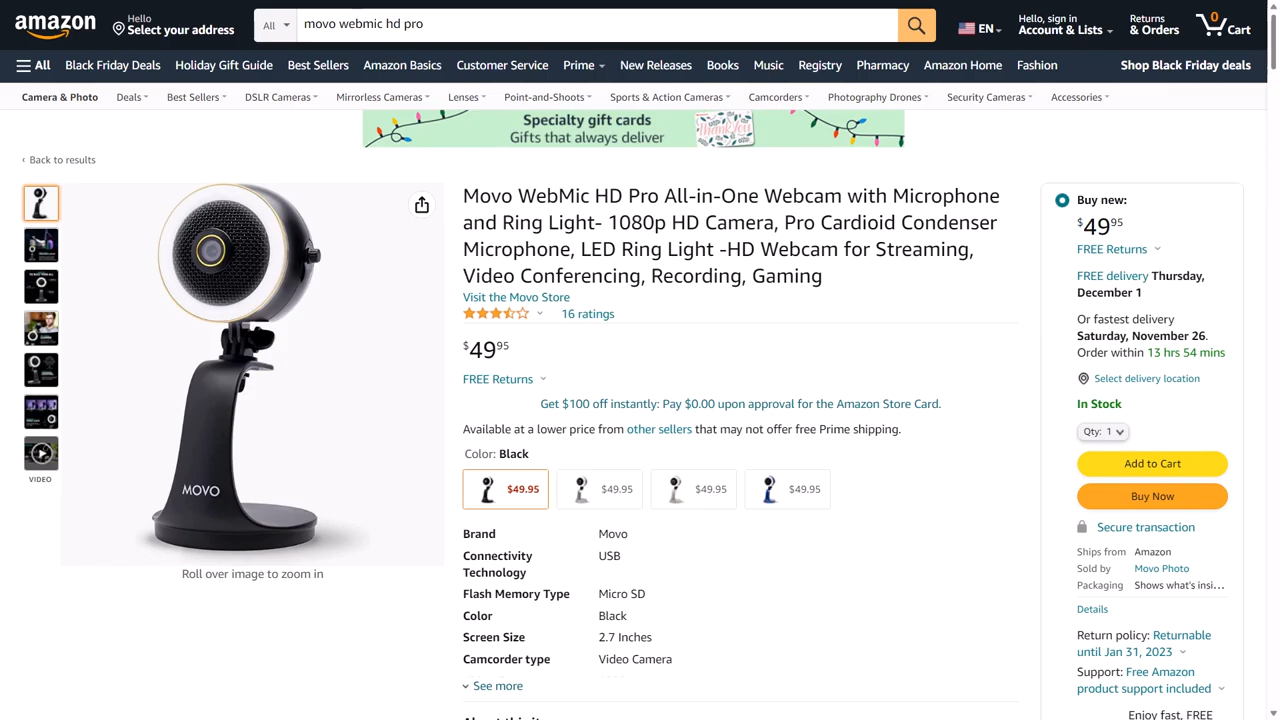 amazon
Hello
Select your address
All
movo webmic hd pro
EN
Hello, sign in
Account & Lists
Returns
& Orders
0
Cart
All
Black Friday Deals
Holiday Gift Guide
Best Sellers
Amazon Basics
Customer Service
Prime
New Releases
Books
Music
Registry
Pharmacy
Amazon Home
Fashion
Shop Black Friday deals
Camera & Photo
Deals
Best Sellers
DSLR Cameras
Mirrorless Cameras
Lenses
Point-and-Shoots
Sports & Action Cameras
Camcorders
Photography Drones
Security Cameras
Accessories
Specialty gift cards
Gifts that always deliver
Thank You
‹ Back to results
VIDEO
MOVO
Roll over image to zoom in
Movo WebMic HD Pro All-in-One Webcam with Microphone
and Ring Light- 1080p HD Camera, Pro Cardioid Condenser
Microphone, LED Ring Light -HD Webcam for Streaming,
Video Conferencing, Recording, Gaming
Visit the Movo Store
16 ratings
$49 95
FREE Returns
Get $100 off instantly: Pay $0.00 upon approval for the Amazon Store Card.
Available at a lower price from other sellers that may not offer free Prime shipping.
Color: Black
$49.95
$49.95
$49.95
$49.95
Brand Movo
Connectivity Technology USB
Flash Memory Type Micro SD
Color Black
Screen Size 2.7 Inches
Camcorder type Video Camera
See more
Buy new:
$49 95
FREE Returns
FREE delivery Thursday,
December 1
Or fastest delivery
Saturday, November 26.
Order within 13 hrs 54 mins
Select delivery location
In Stock
Qty: 1
Add to Cart
Buy Now
Secure transaction
Ships from Amazon
Sold by Movo Photo
Packaging Shows what's insi...
Details
Return policy: Returnable
until Jan 31, 2023
Support: Free Amazon
product support included
Enjoy fast, FREE